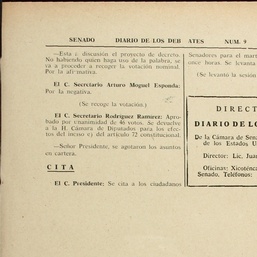 SENADO DIARIO DE LOS DEBATES NUM. 9
—Está a discusión el proyecto de decreto.
No habiendo quien haga uso de la palabra, se
va a proceder a recoger la votación nominal.
Por la afirmativa.
El C. Secretario Arturo Moguel Esponda:
Por la negativa.
(Se recoge la votación.)
El C. Secretario Rodríguez Ramírez: Apro-
bado por unanimidad de 46 votos. Se devuelve
a la H. Cámara de Diputados para los efec-
tos del inciso e) del artículo 72 constitucional.
—Señor Presidente, se agotaron los asuntos
en cartera.
CITA
El C. Presidente: Se cita a los ciudadanos
Senadores para el mart
once horas. Se levanta
(Se levantó la sesión
DIRECT
DIARIO DE LO
De la Cámara de Sena
de los Estados U
Director: Lic. Juan
Oficinas: Xicoténca
Senado, Teléfonos: